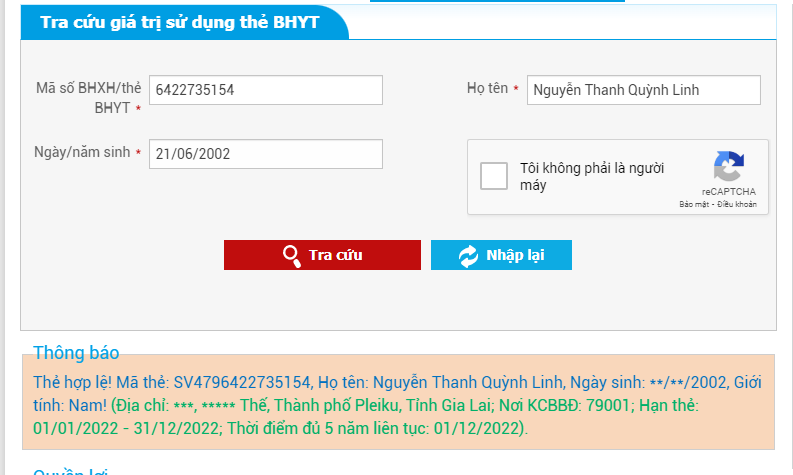 Tra cứu giá trị sử dụng thẻ BHYT
Mã số BHXH/thẻ
BHYT *
6422735154
Họ tên *
Nguyễn Thanh Quỳnh Linh
Ngày/năm sinh *
21/06/2002
Tôi không phải là người
máy
reCAPTCHA
Bảo mật - Điều khoản
Tra cứu
Nhập lại
Thông báo
Thẻ hợp lệ! Mã thẻ: SV4796422735154, Họ tên: Nguyễn Thanh Quỳnh Linh, Ngày sinh: **/**/2002, Giới
tính: Nam! (Địa chỉ: ***, ***** Thế, Thành phố Pleiku, Tỉnh Gia Lai; Nơi KCBBĐ: 79001; Hạn thẻ:
01/01/2022 - 31/12/2022; Thời điểm đủ 5 năm liên tục: 01/12/2022).
Quyền lợi